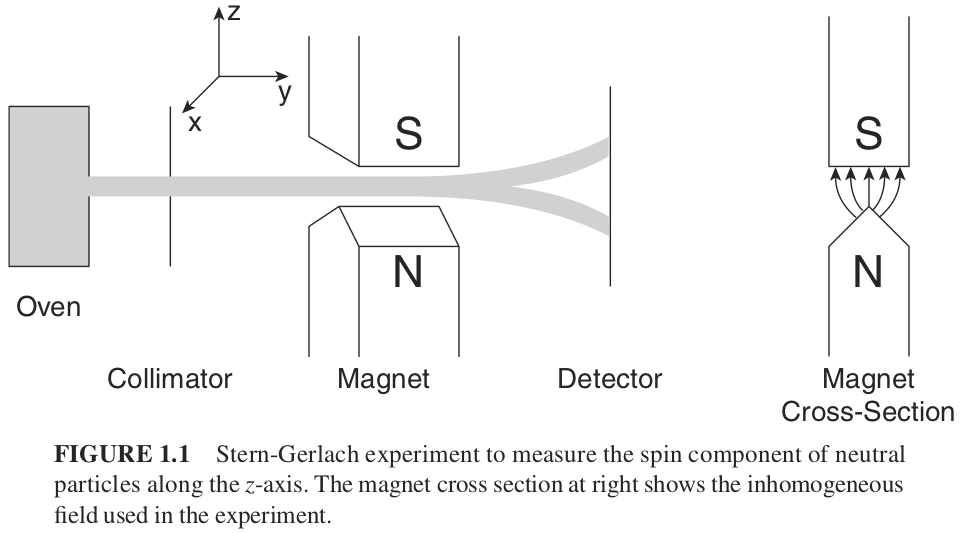 z
y
x
S
N
Oven
Collimator
Magnet
Detector
S
N
Magnet
Cross-Section
FIGURE 1.1 Stern-Gerlach experiment to measure the spin component of neutral
particles along the z-axis. The magnet cross section at right shows the inhomogeneous
field used in the experiment.